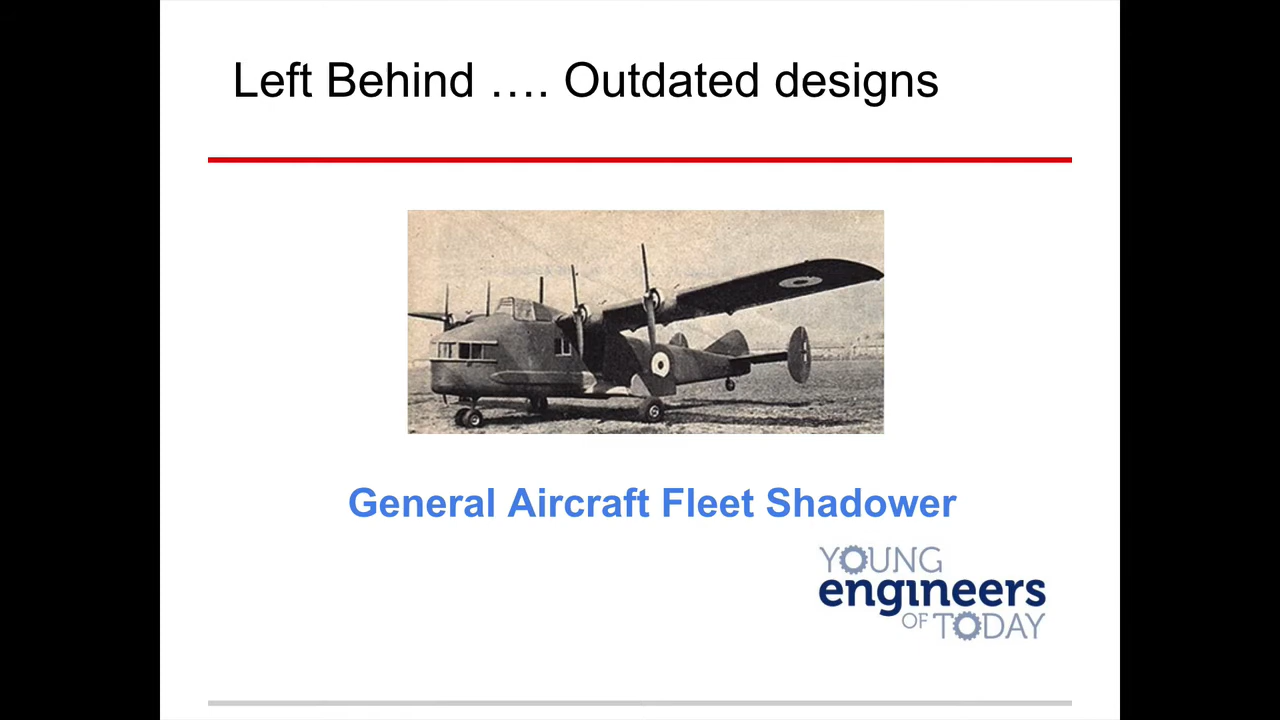 Left Behind …. Outdated designs
General Aircraft Fleet Shadower
YOUNG
engineers
OF TODAY